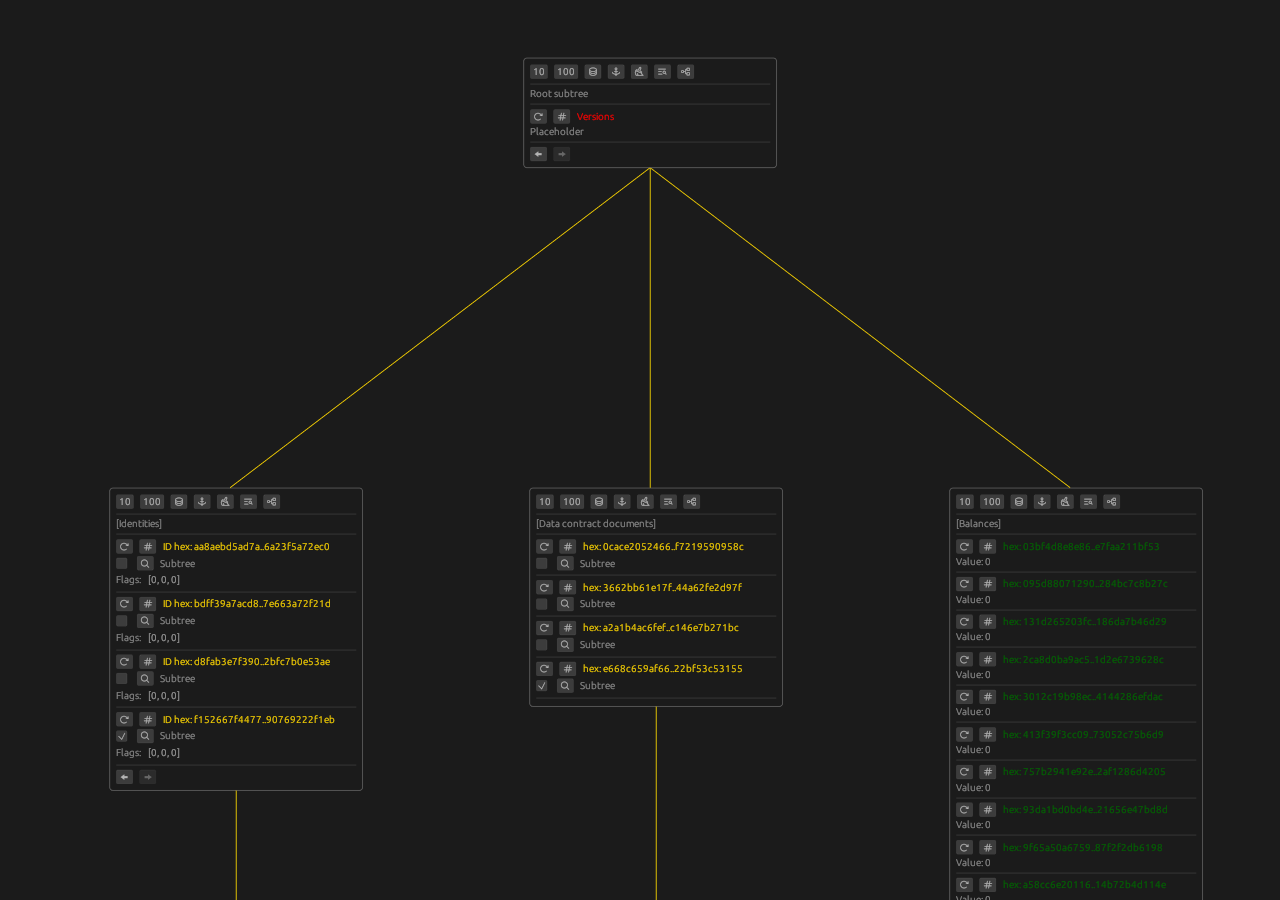 10 100
Root subtree
# Versions
Placeholder
10 100
[Identities]
# ID hex: aa8aebd5ad7a..6a23f5a72ec0
Subtree
Flags: [0, 0, 0]
# ID hex: bdff39a7acd8..7e663a72f21d
Subtree
Flags: [0, 0, 0]
# ID hex: d8fab3e7f390..2bfc7b0e53ae
Subtree
Flags: [0, 0, 0]
# ID hex: f152667f4477..90769222f1eb
Subtree
Flags: [0, 0, 0]
10 100
[Data contract documents]
# hex: 0cace2052466..f7219590958c
Subtree
# hex: 3662bb61e17f..44a62fe2d97f
Subtree
# hex: a2a1b4ac6fef..c146e7b271bc
Subtree
# hex: e668c659af66..22bf53c53155
Subtree
10 100
[Balances]
# hex: 03bf4d8e8e86..e7faa211bf53
Value: 0
# hex: 095d88071290..284bc7c8b27c
Value: 0
# hex: 131d265203fc..186da7b46d29
Value: 0
# hex: 2ca8d0ba9ac5..1d2e6739628c
Value: 0
# hex: 3012c19b98ec..4144286efdac
Value: 0
# hex: 413f39f3cc09..73052c75b6d9
Value: 0
# hex: 757b2941e92e..2af1286d4205
Value: 0
# hex: 93da1bd0bd4e..21656e47bd8d
Value: 0
# hex: 9f65a50a6759..87f2f2db6198
Value: 0
# hex: a58cc6e20116..14b72b4d114e
Value: 0